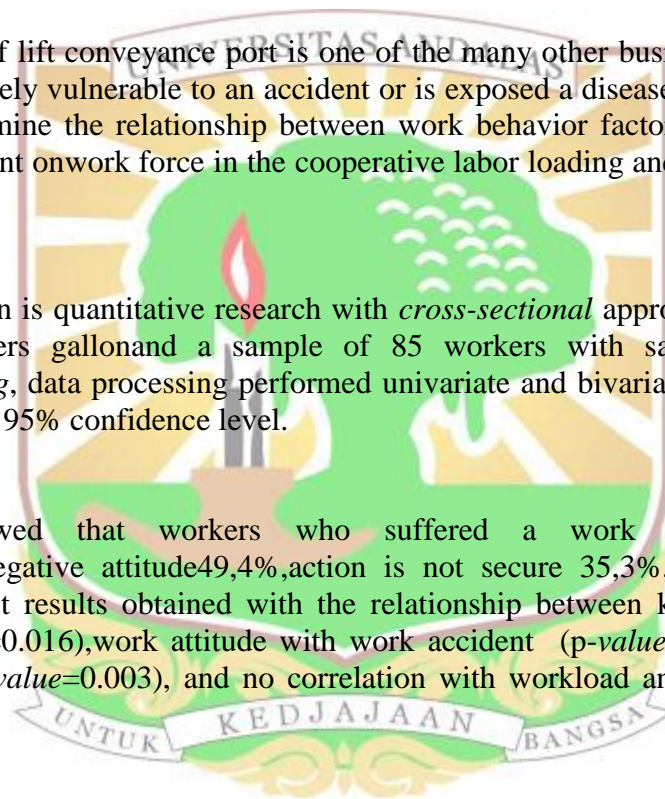 UNIVERSITAS ANDALAS
f lift conveyance port is one of the many other busi
ely vulnerable to an accident or is exposed a disease
mine the relationship between work behavior factor
nt onwork force in the cooperative labor loading and
n is quantitative research with cross-sectional appro
ers gallonand a sample of 85 workers with sa
g, data processing performed univariate and bivaria
95% confidence level.
wed that workers who suffered a work
egative attitude49,4%,action is not secure 35,3%.
t results obtained with the relationship between k
=0.016),work attitude with work accident (p-value
value=0.003), and no correlation with workload an
UNTUK KEDJAJAAN BANGSA